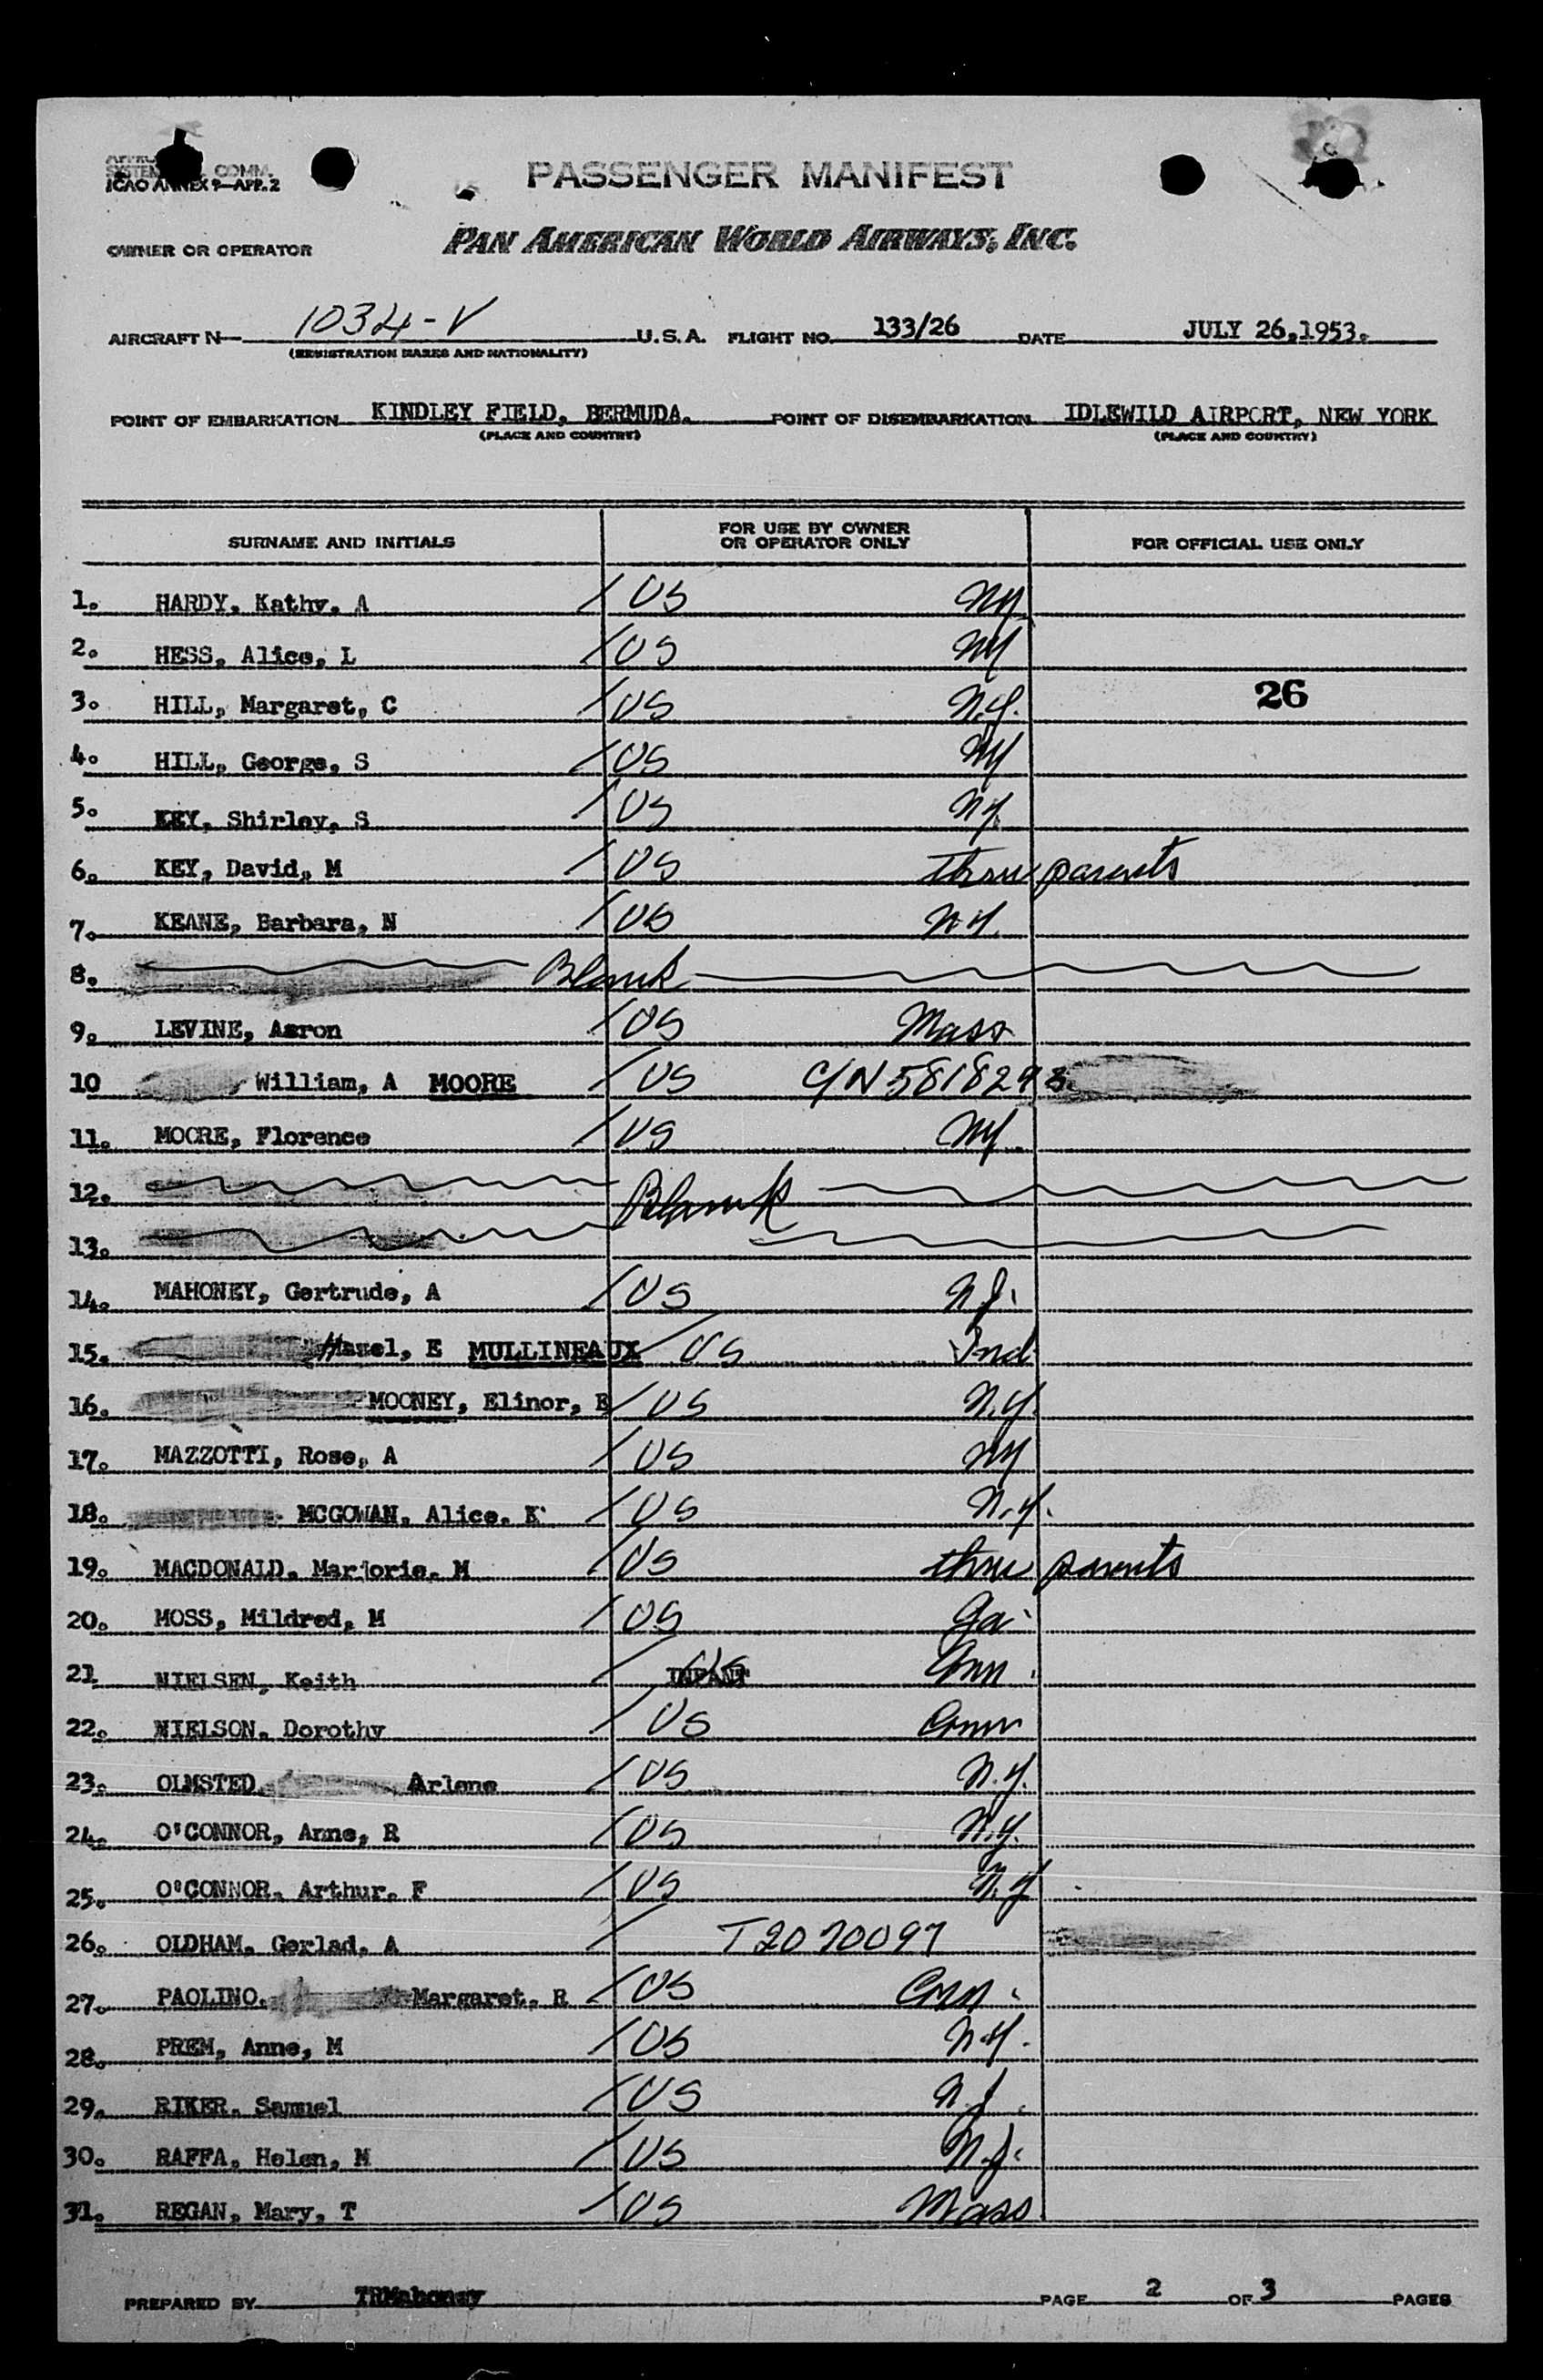 SYSTEM COMM.
ICAO ANNEX 9—APP. 2
PASSENGER MANIFEST
OWNER OR OPERATOR PAN AMERICAN WORLD AIRWAYS, INC.
AIRCRAFT N 1034-V U.S.A. FLIGHT NO. 133/26 DATE JULY 26,1953.
(REGISTRATION MARKS AND NATIONALITY)
POINT OF EMBARKATION KINDLEY FIELD, BERMUDA. POINT OF DISEMBARKATION IDLEWILD AIRPORT, NEW YORK
(PLACE AND COUNTRY) (PLACE AND COUNTRY)
SURNAME AND INITIALS FOR USE BY OWNER OR OPERATOR ONLY FOR OFFICIAL USE ONLY
1. HARDY, Kathy, A / US NY
2. HESS, Alice, L / US NY
3. HILL, Margaret, C / US N.Y. 26
4. HILL, George, S / US NY
5. KEY, Shirley, S / US NY.
6. KEY, David, M / US thru parents
7. KEANE, Barbara, N / US N.Y.
8. Blank
9. LEVINE, Aaron / US Mass
10 William, A MOORE / US C/N 5818298
11. MOORE, Florence / US NY
12. Blank
13.
14. MAHONEY, Gertrude, A / US N.J.
15. Hazel, E MULLINEAUX / US Ind
16. MOONEY, Elinor, E / US N.Y.
17. MAZZOTTI, Rose, A / US NY
18. MCGOWAN, Alice, K / US N.Y.
19. MACDONALD, Marjorie, M / US thru parents
20. MOSS, Mildred, M / US Ga
21 NIELSEN, Keith / INFANT US Conn.
22. NIELSON, Dorothy / US Conn
23. OLMSTED, Arlene / US N.Y.
24. O'CONNOR, Anne, R / US N.Y.
25. O'CONNOR, Arthur, F / US N.Y.
26. OLDHAM, Gerlad, A / T2070097
27. PAOLINO, Margaret, R / US Conn.
28. PREM, Anne, M / US N.Y.
29. RIKER, Samuel / US N.J.
30. RAFFA, Helen, M / US N.J.
31. REGAN, Mary, T / US Mass
PREPARED BY TRMahoney PAGE 2 OF 3 PAGES